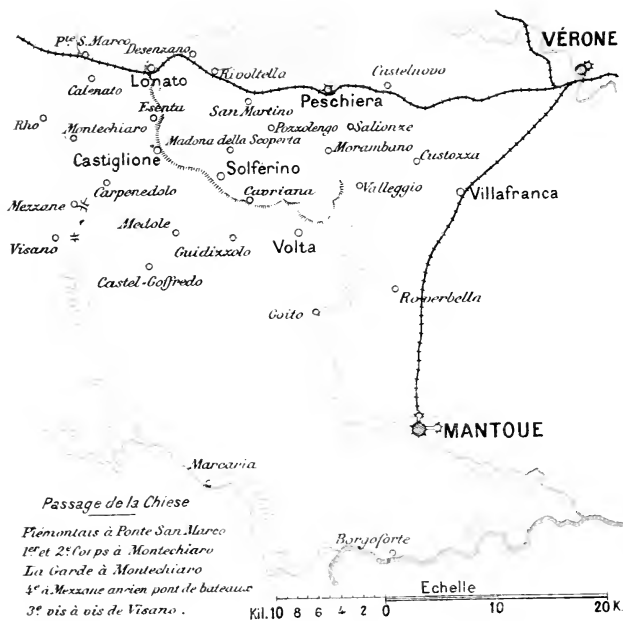 Pte S. Marco
Desenzano
VÉRONE
Lonato
Rivoltella
Castelnovo
Calcnato
Peschiera
Esenta
San Martino
Rho
Montechiaro
Pozzolengo
Salionze
Madona della Scoperta
Morambano
Custozza
Castiglione
Solférino
Carpenedolo
Cavriana
Valleggio
Villafranca
Mezzane
Medole
Visano
Guidizzolo
Volta
Castel-Goffredo
Roverbella
Goito
MANTOUE
Marcaria
Passage de la Chiese
Piémontais à Ponte San Marco
1er et 2e Corps à Montechiaro
La Garde à Montechiaro
4e à Mezzane ancien pont de bateaux
3e vis à vis de Visano.
Borgoforte
Echelle
Kil. 10 8 6 4 2 0 10 20 K.